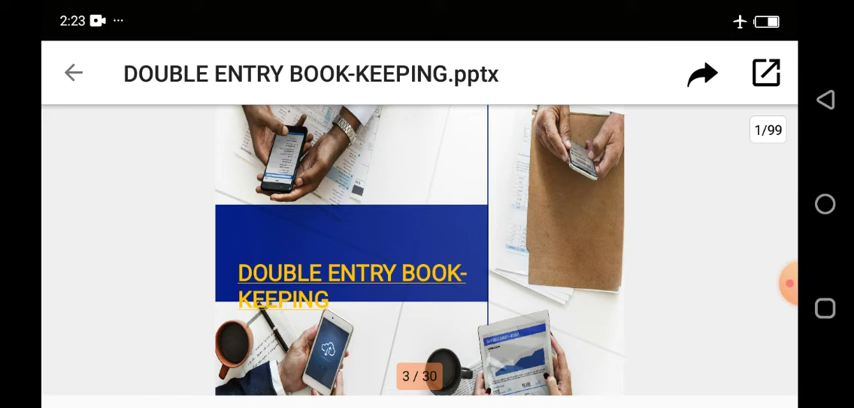 2:23
DOUBLE ENTRY BOOK-KEEPING.pptx
1/99
DOUBLE ENTRY BOOK-
KEEPING
3 / 30